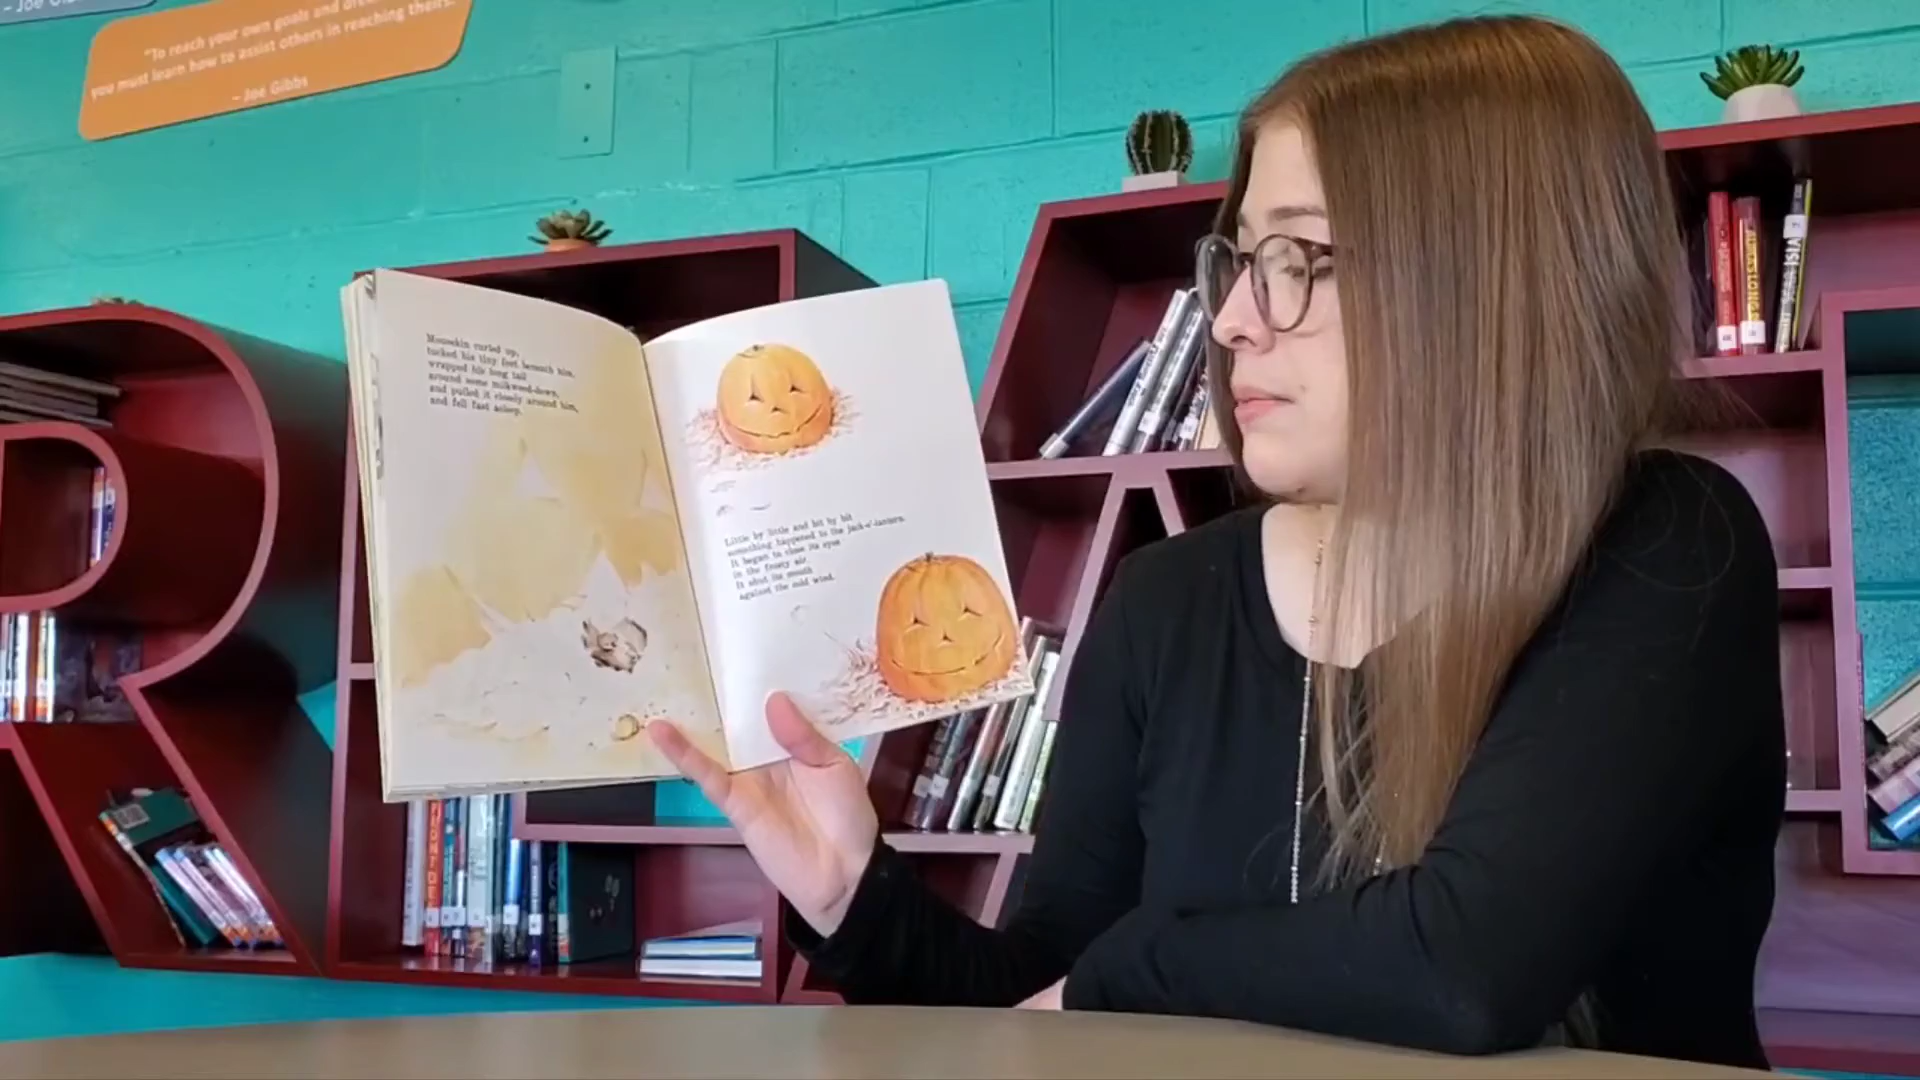 - Joe Gibbs
"To reach your own goals and dreams
you must learn how to assist others in reaching theirs."
- Joe Gibbs
Mousekin curled up,
tucked his tiny feet beneath him,
wrapped his long tail
around some milkweed-down,
and pulled it closely around him,
and fell fast asleep.
Little by little and bit by bit
something happened to the jack-o'-lantern.
It began to close its eyes
in the frosty air.
It shut its mouth
against the cold wind.